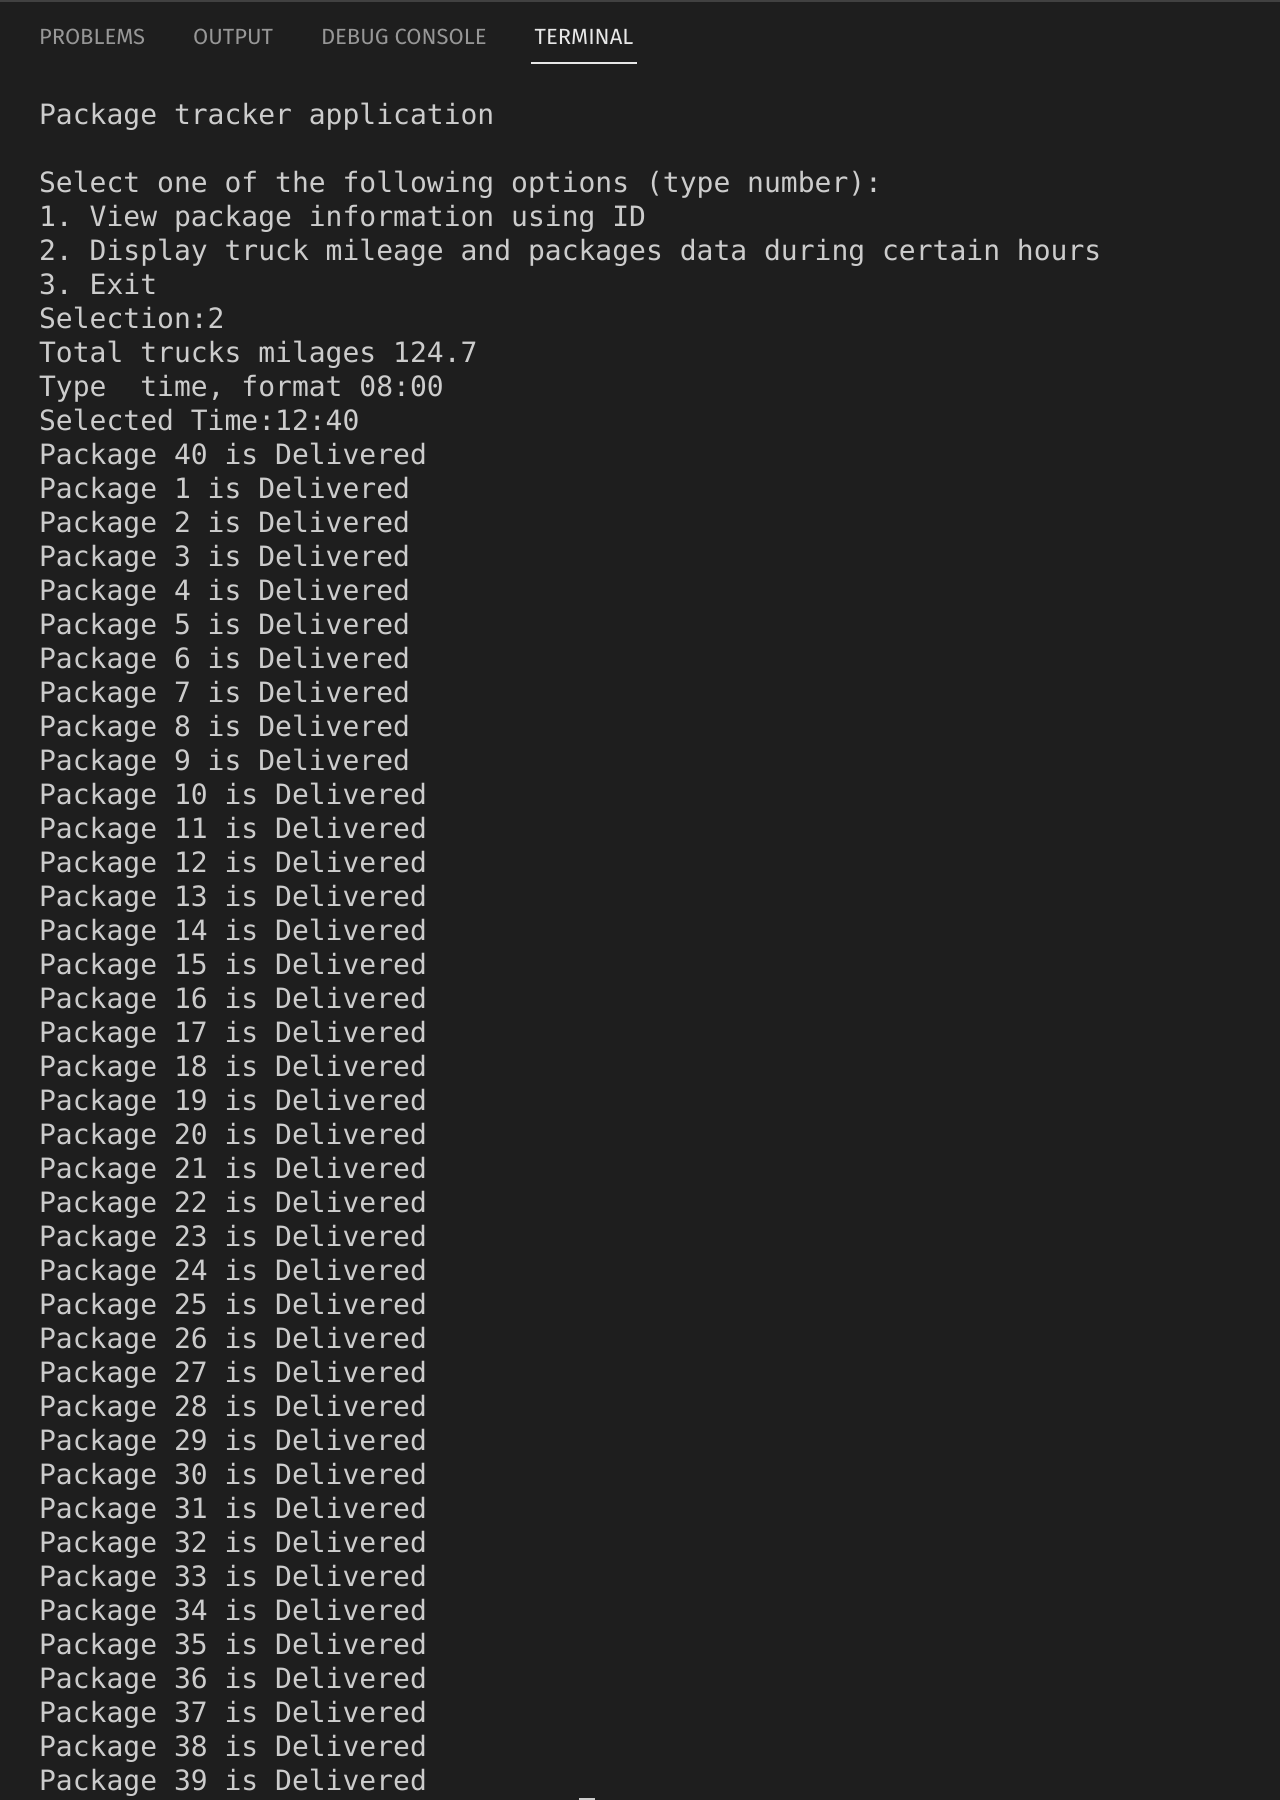 PROBLEMS OUTPUT DEBUG CONSOLE TERMINAL
Package tracker application
Select one of the following options (type number):
1. View package information using ID
2. Display truck mileage and packages data during certain hours
3. Exit
Selection:2
Total trucks milages 124.7
Type  time, format 08:00
Selected Time:12:40
Package 40 is Delivered
Package 1 is Delivered
Package 2 is Delivered
Package 3 is Delivered
Package 4 is Delivered
Package 5 is Delivered
Package 6 is Delivered
Package 7 is Delivered
Package 8 is Delivered
Package 9 is Delivered
Package 10 is Delivered
Package 11 is Delivered
Package 12 is Delivered
Package 13 is Delivered
Package 14 is Delivered
Package 15 is Delivered
Package 16 is Delivered
Package 17 is Delivered
Package 18 is Delivered
Package 19 is Delivered
Package 20 is Delivered
Package 21 is Delivered
Package 22 is Delivered
Package 23 is Delivered
Package 24 is Delivered
Package 25 is Delivered
Package 26 is Delivered
Package 27 is Delivered
Package 28 is Delivered
Package 29 is Delivered
Package 30 is Delivered
Package 31 is Delivered
Package 32 is Delivered
Package 33 is Delivered
Package 34 is Delivered
Package 35 is Delivered
Package 36 is Delivered
Package 37 is Delivered
Package 38 is Delivered
Package 39 is Delivered